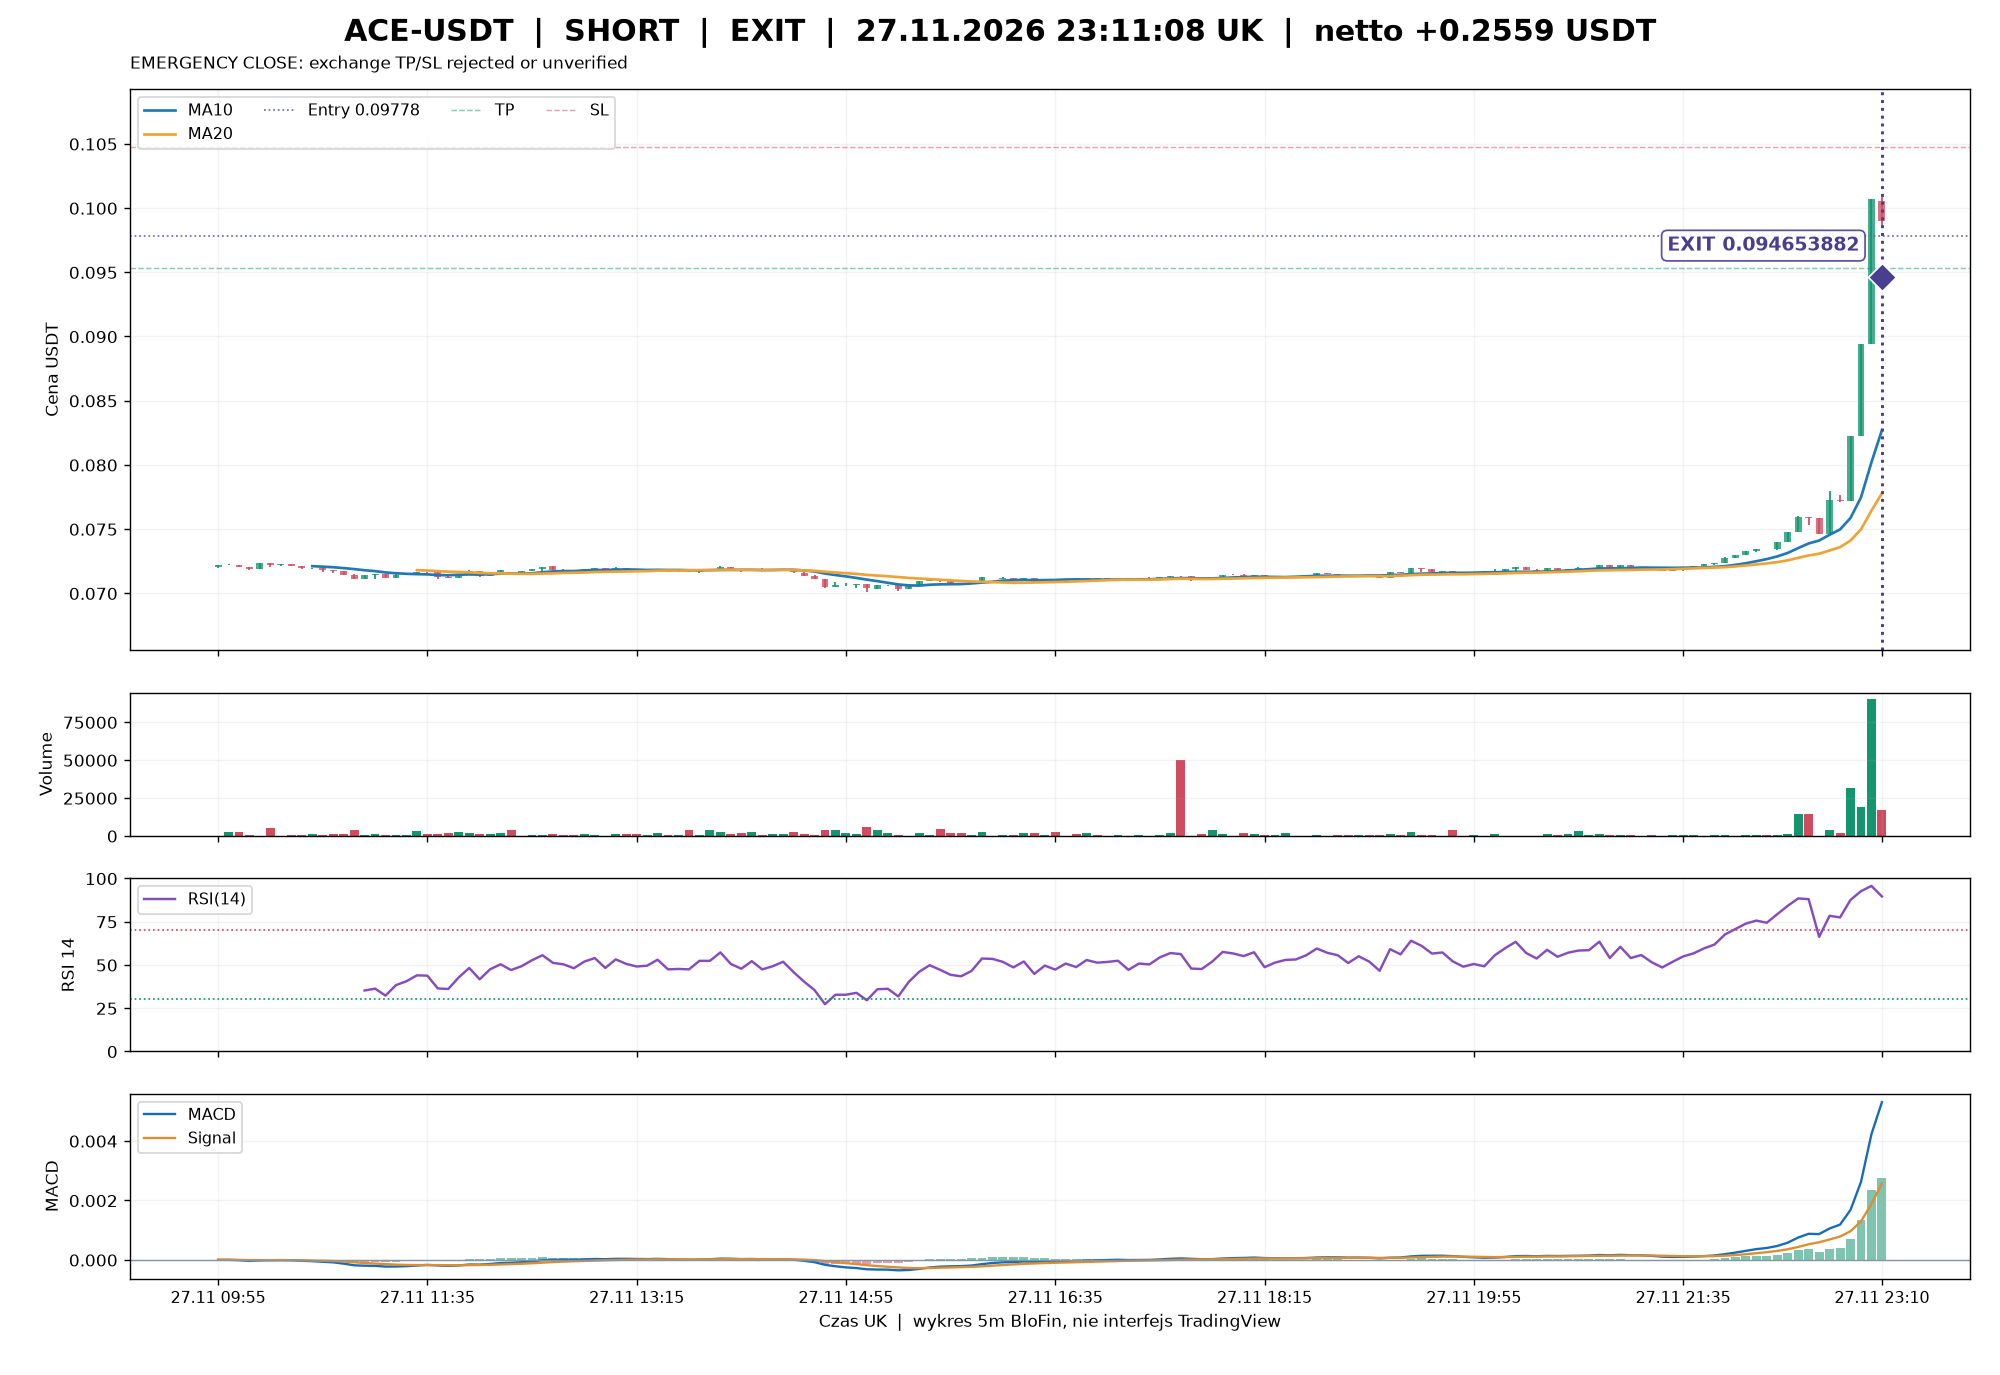 ACE-USDT | SHORT | EXIT | 27.11.2026 23:11:08 UK | netto +0.2559 USDT
EMERGENCY CLOSE: exchange TP/SL rejected or unverified
MA10
Entry 0.09778
TP
SL
MA20
EXIT 0.094653882
Cena USDT
0.105
0.100
0.095
0.090
0.085
0.080
0.075
0.070
Volume
75000
50000
25000
0
RSI(14)
RSI 14
100
75
50
25
0
MACD
Signal
MACD
0.004
0.002
0.000
27.11 09:55
27.11 11:35
27.11 13:15
27.11 14:55
27.11 16:35
27.11 18:15
27.11 19:55
27.11 21:35
27.11 23:10
Czas UK | wykres 5m BloFin, nie interfejs TradingView